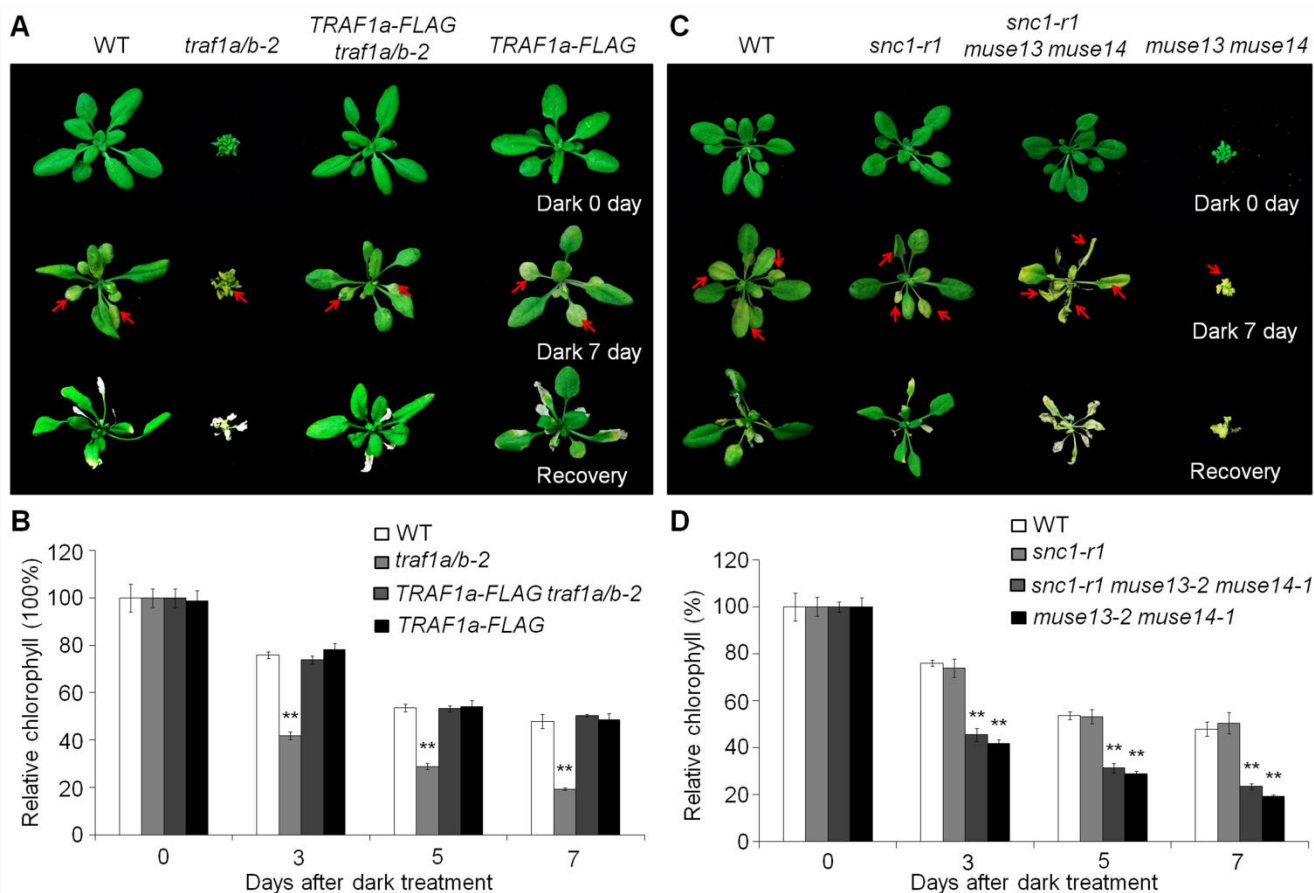 A
WT
traf1a/b-2
TRAF1a-FLAG
traf1a/b-2
TRAF1a-FLAG
Dark 0 day
Dark 7 day
Recovery
C
WT
snc1-r1
snc1-r1
muse13 muse14
muse13 muse14
Dark 0 day
Dark 7 day
Recovery
B
WT
traf1a/b-2
TRAF1a-FLAG traf1a/b-2
TRAF1a-FLAG
Relative chlorophyll (100%)
120
100
80
60
40
20
0
**
**
**
0 3 5 7
Days after dark treatment
D
WT
snc1-r1
snc1-r1 muse13-2 muse14-1
muse13-2 muse14-1
Relative chlorophyll (%)
120
100
80
60
40
20
0
** **
** **
** **
0 3 5 7
Days after dark treatment